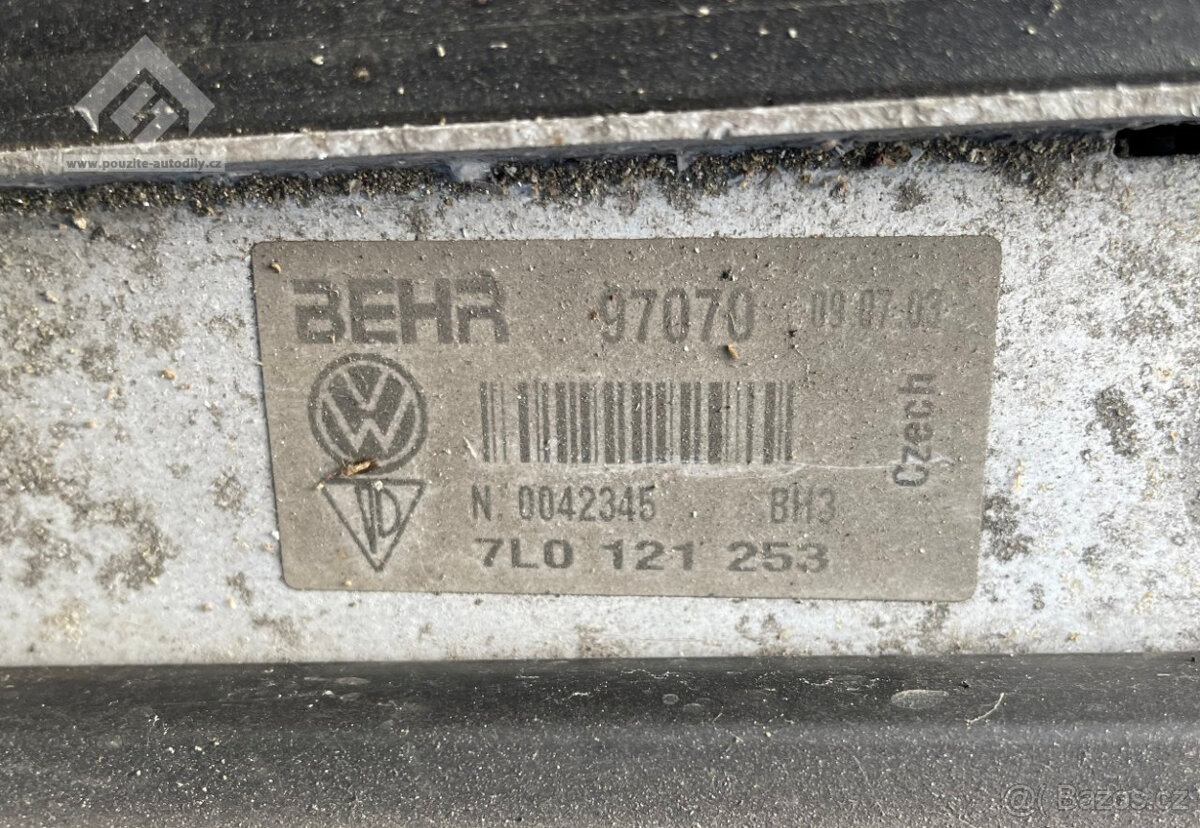 www.pouzite-autodily.cz
BEHR 97070 09-07-03
Czech
N. 0042345 BH3
7L0 121 253
@ Bazos.cz